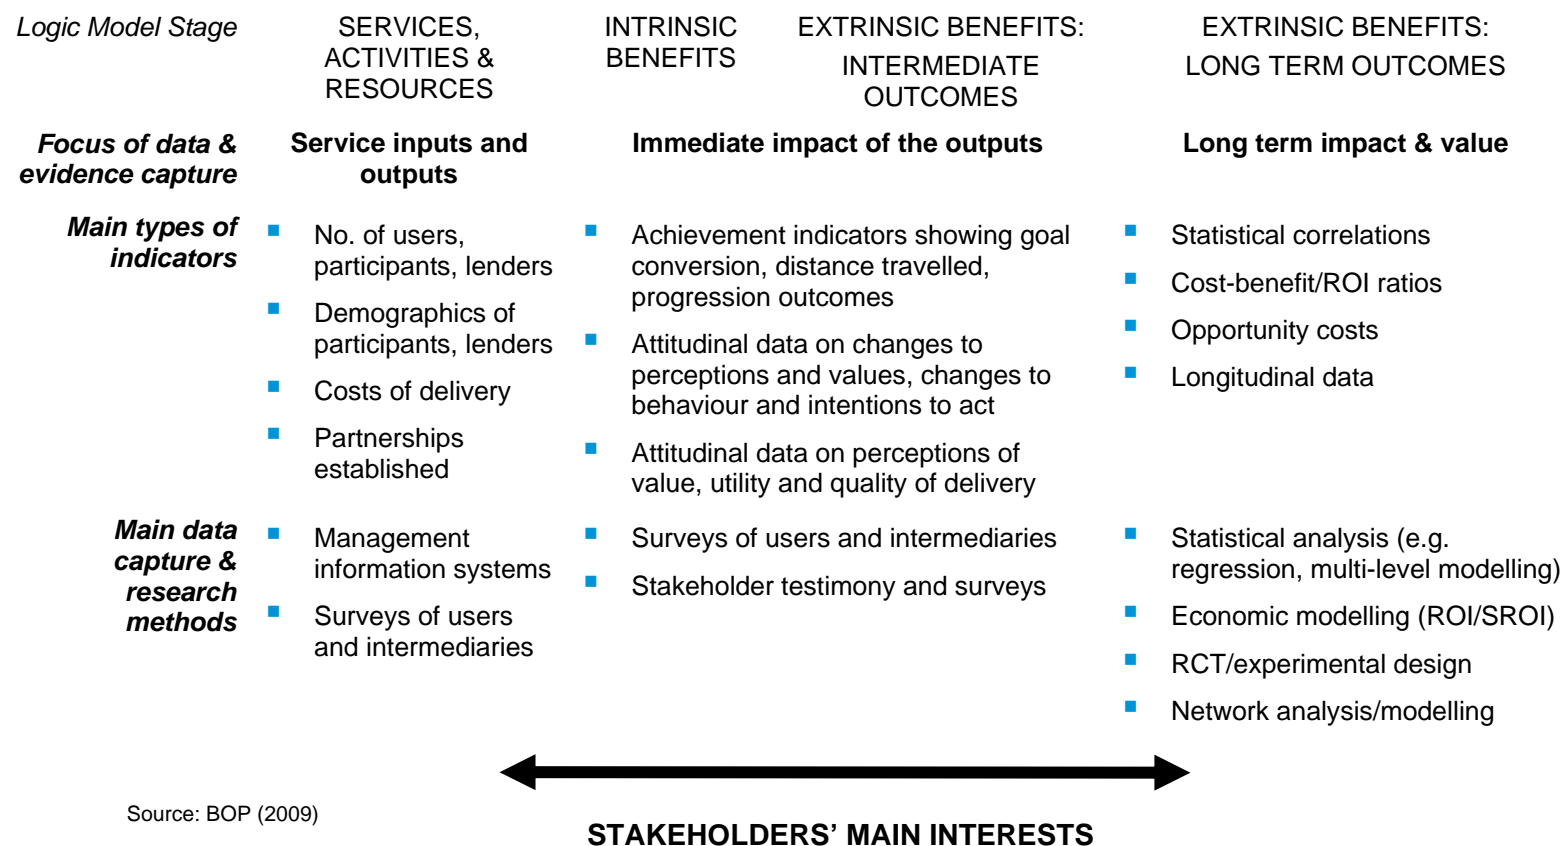 Logic Model Stage
SERVICES,
ACTIVITIES &
RESOURCES
INTRINSIC
BENEFITS
EXTRINSIC BENEFITS:
INTERMEDIATE
OUTCOMES
EXTRINSIC BENEFITS:
LONG TERM OUTCOMES
Focus of data &
evidence capture
Service inputs and
outputs
Immediate impact of the outputs
Long term impact & value
Main types of
indicators
No. of users,
participants, lenders
Demographics of
participants, lenders
Costs of delivery
Partnerships
established
Achievement indicators showing goal
conversion, distance travelled,
progression outcomes
Attitudinal data on changes to
perceptions and values, changes to
behaviour and intentions to act
Attitudinal data on perceptions of
value, utility and quality of delivery
Statistical correlations
Cost-benefit/ROI ratios
Opportunity costs
Longitudinal data
Main data
capture &
research
methods
Management
information systems
Surveys of users
and intermediaries
Surveys of users and intermediaries
Stakeholder testimony and surveys
Statistical analysis (e.g.
regression, multi-level modelling)
Economic modelling (ROI/SROI)
RCT/experimental design
Network analysis/modelling
Source: BOP (2009)
STAKEHOLDERS’ MAIN INTERESTS